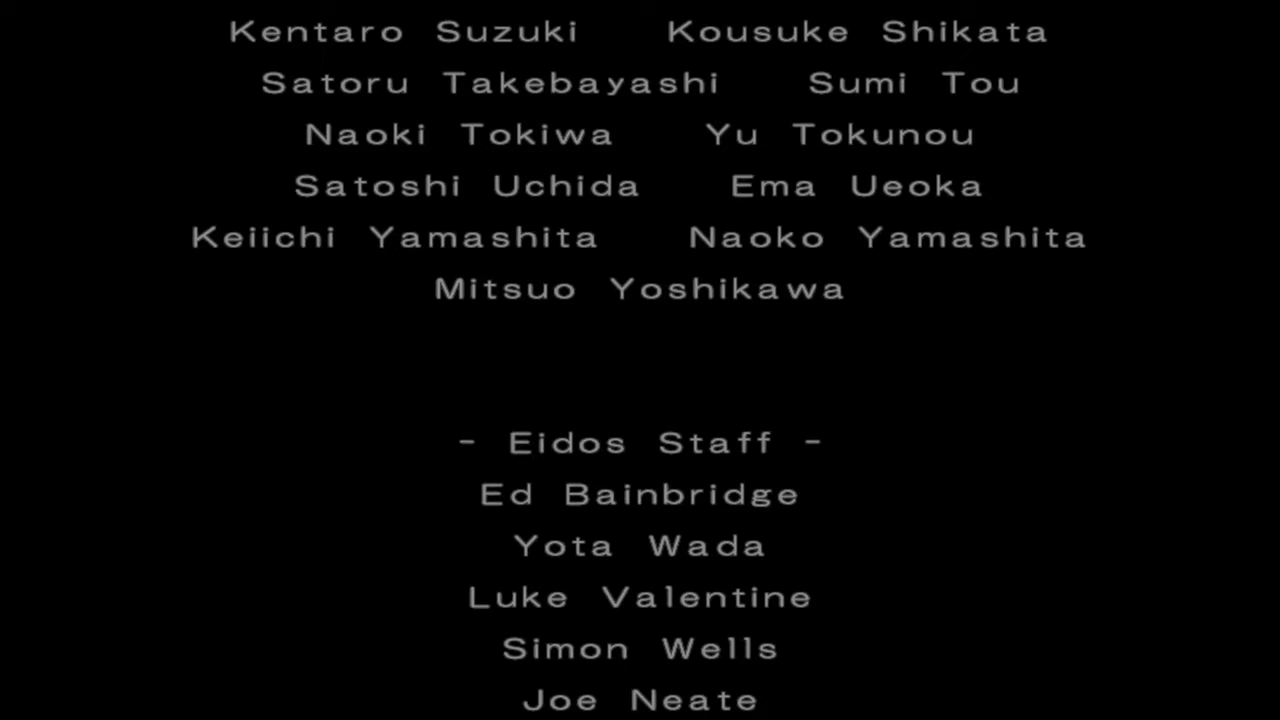 Kentaro Suzuki Kousuke Shikata
Satoru Takebayashi Sumi Tou
Naoki Tokiwa Yu Tokunou
Satoshi Uchida Ema Ueoka
Keiichi Yamashita Naoko Yamashita
Mitsuo Yoshikawa
- Eidos Staff -
Ed Bainbridge
Yota Wada
Luke Valentine
Simon Wells
Joe Neate